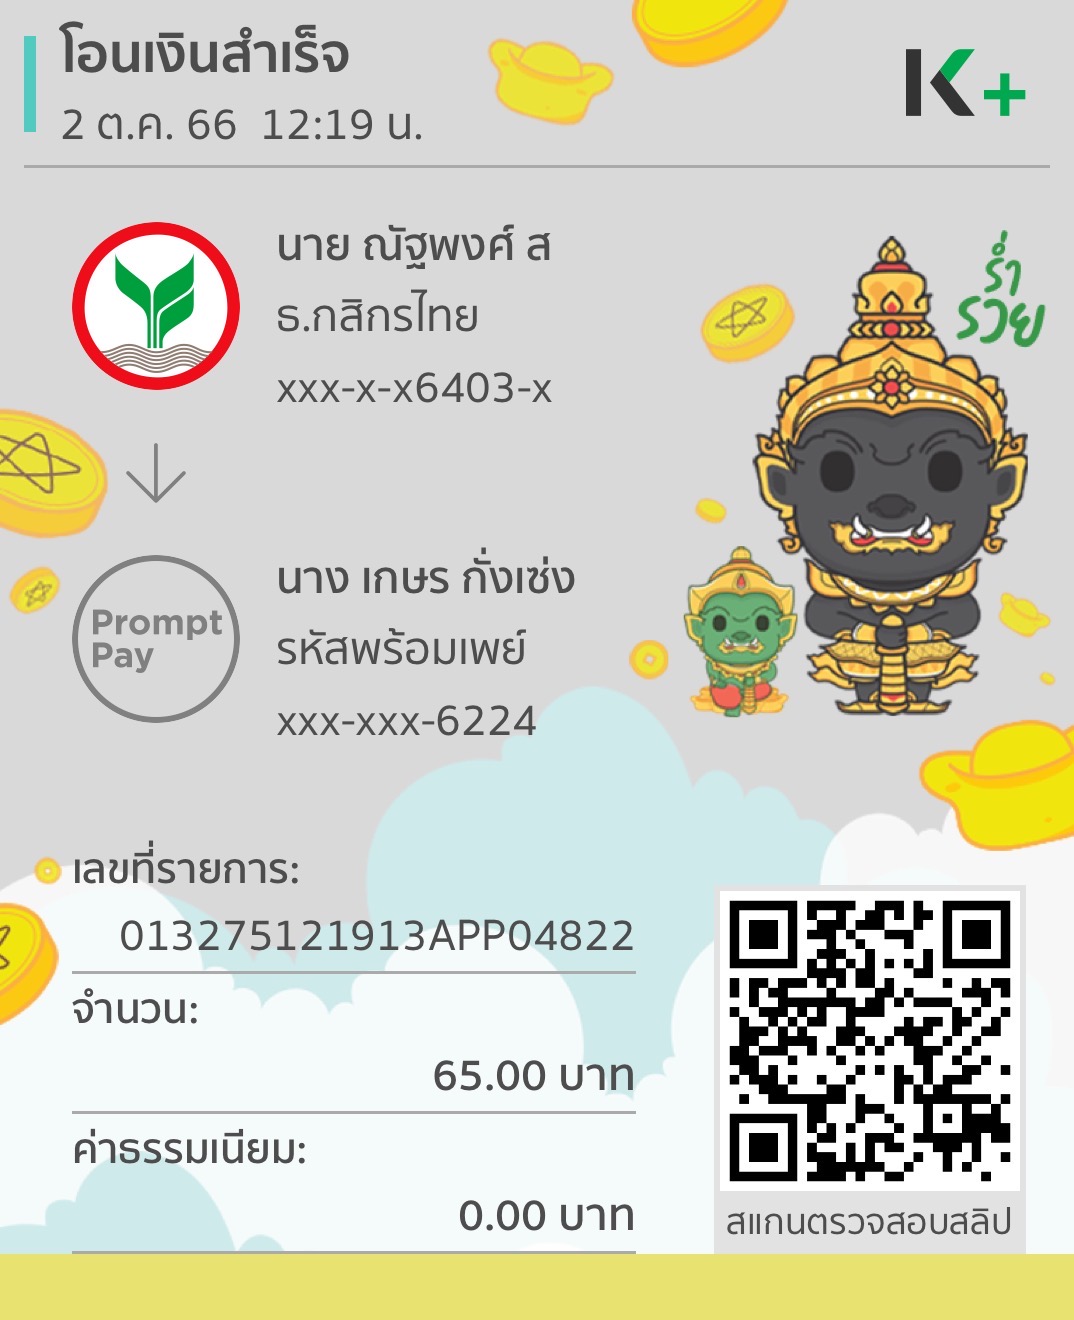 โอนเงินสำเร็จ
2 ต.ค. 66 12:19 น.
K+
นาย ณัฐพงศ์ ส
ธ.กสิกรไทย
xxx-x-x6403-x
ร่ำ
รวย
Prompt
Pay
นาง เกษร กั่งเซ่ง
รหัสพร้อมเพย์
xxx-xxx-6224
เลขที่รายการ:
013275121913APP04822
จำนวน:
65.00 บาท
ค่าธรรมเนียม:
0.00 บาท
สแกนตรวจสอบสลิป